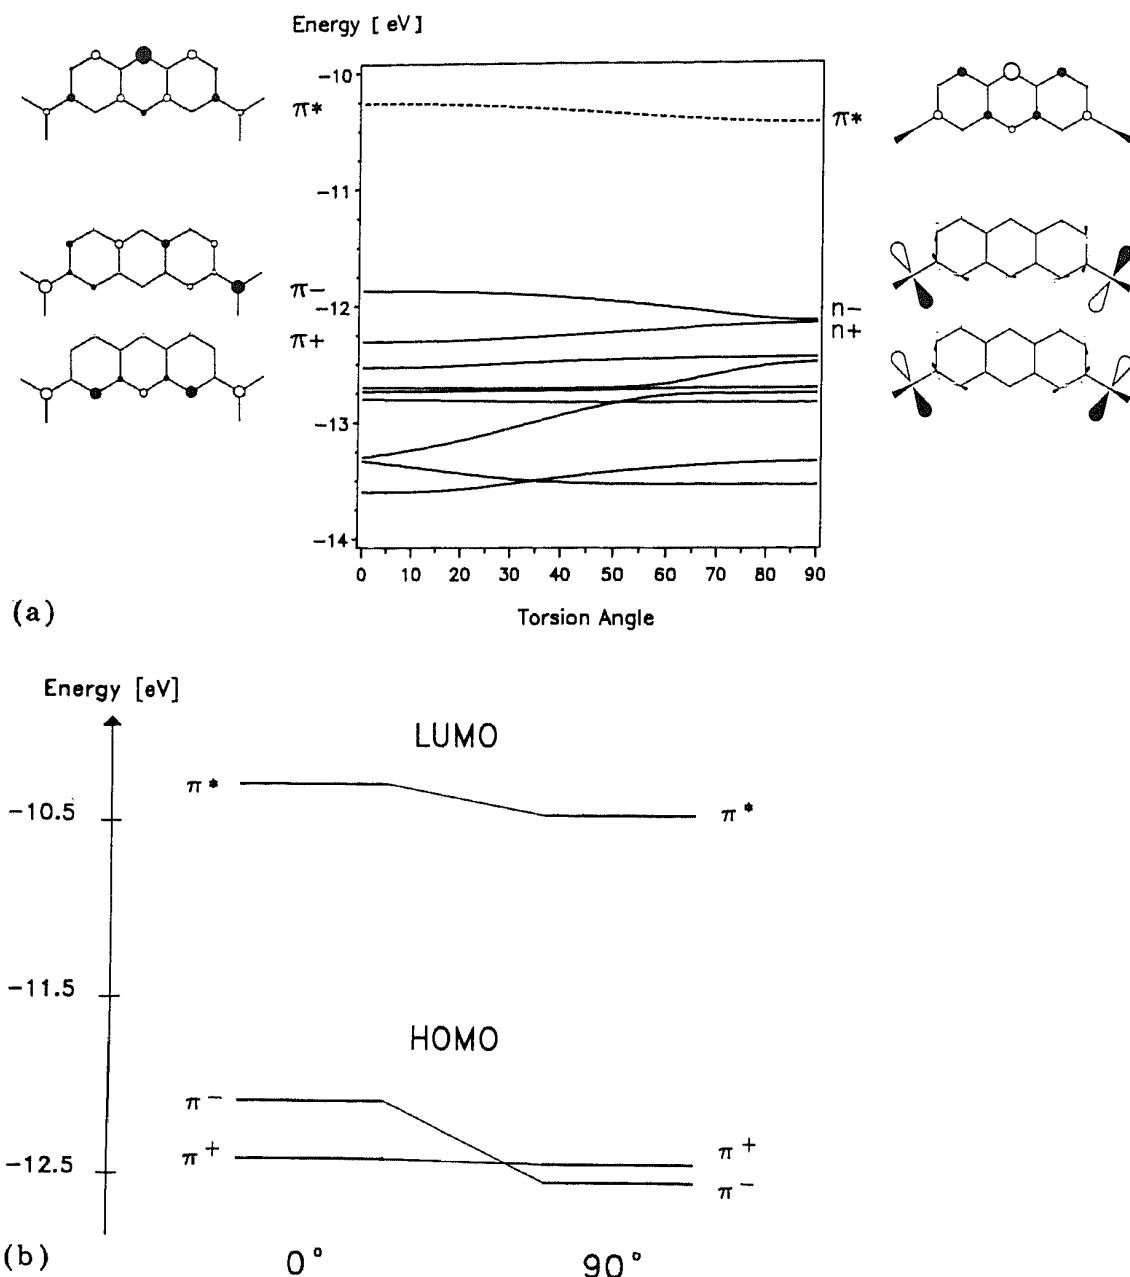 Energy [ eV]
-10
π*
π*
-11
π-
-12
n-
n+
π+
-13
-14
0 10 20 30 40 50 60 70 80 90
Torsion Angle
(a)
Energy [eV]
LUMO
π*
-10.5
π*
-11.5
HOMO
π-
π+
π+
-12.5
π-
(b)
0° 90°